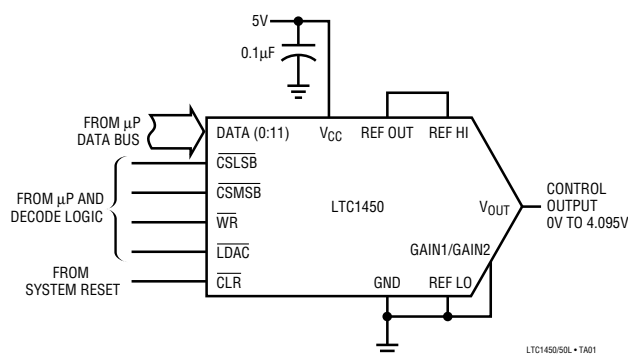 5V
0.1µF
FROM µP
DATA BUS
DATA (0:11)
VCC
REF OUT
REF HI
CSLSB
CSMSB
WR
LDAC
CLR
FROM µP AND
DECODE LOGIC
FROM
SYSTEM RESET
LTC1450
VOUT
CONTROL
OUTPUT
0V TO 4.095V
GAIN1/GAIN2
GND
REF LO
LTC1450/50L • TA01